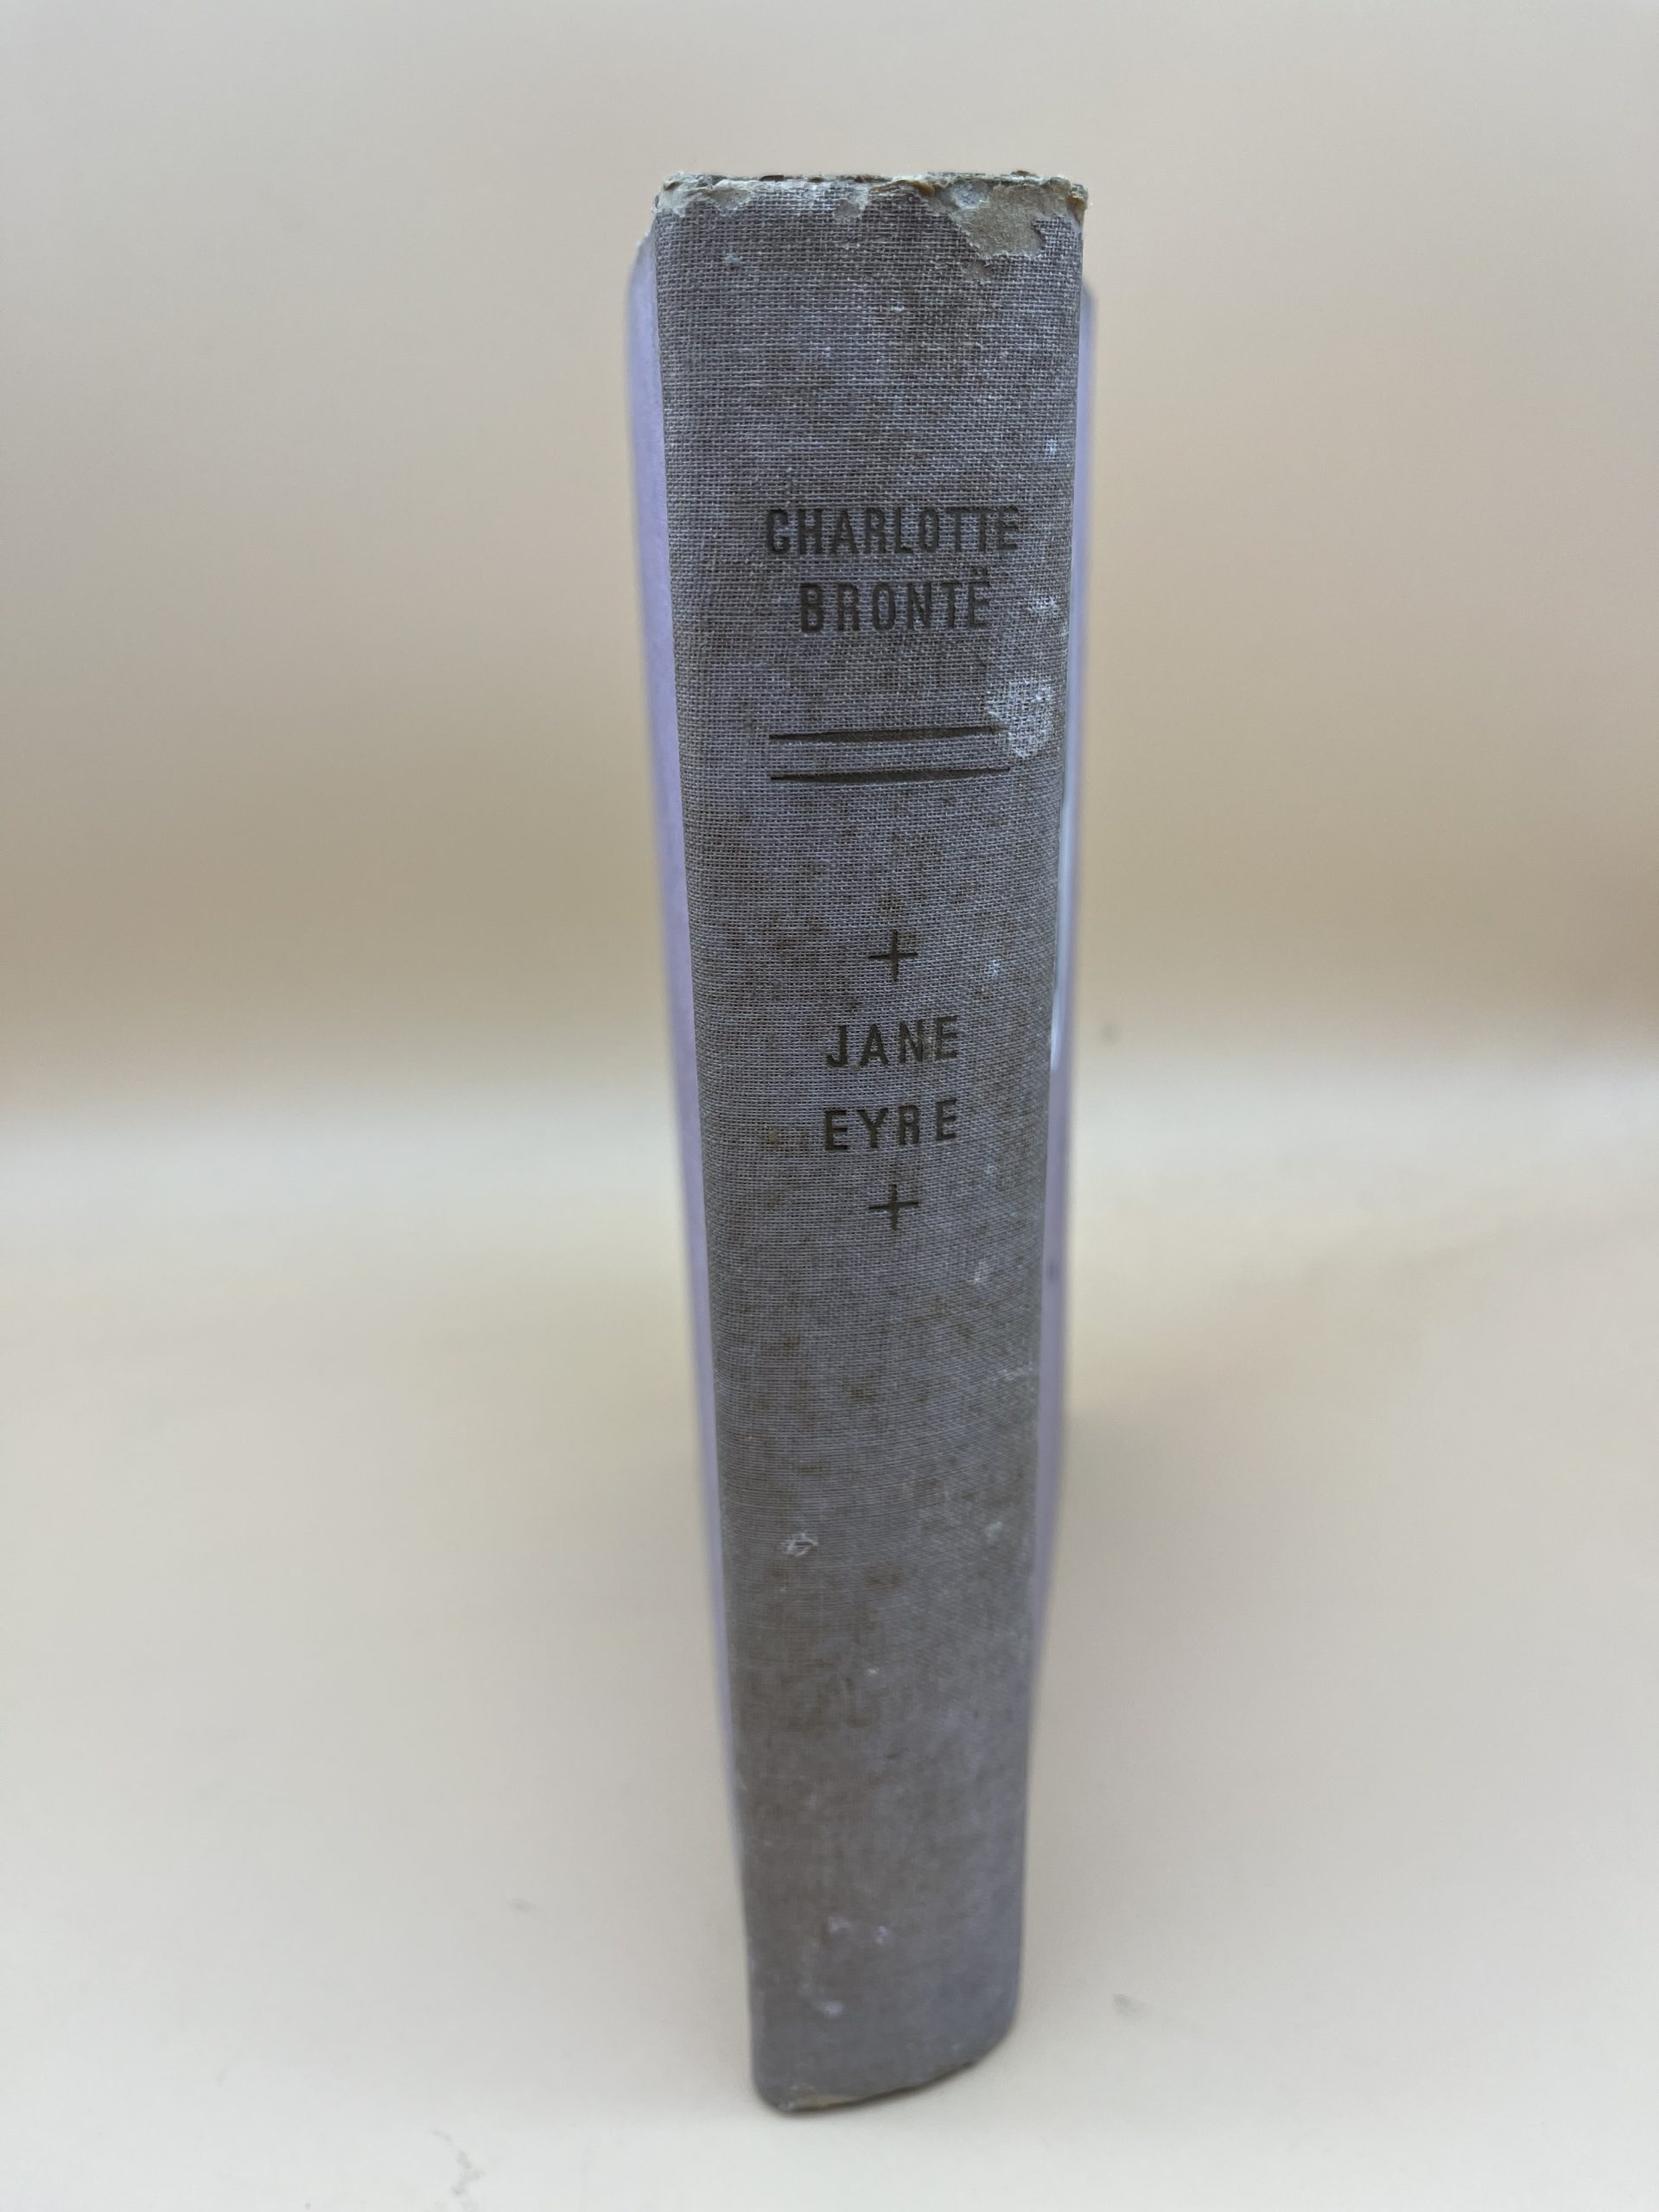 CHARLOTTE
BRONTË
+
JANE
EYRE
+